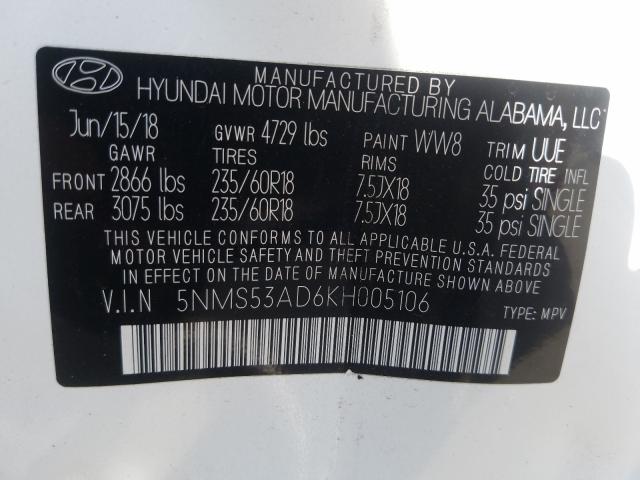 MANUFACTURED BY
HYUNDAI MOTOR MANUFACTURING ALABAMA, LLC
Jun/15/18 GVWR 4729 lbs PAINT WW8 TRIM UUE
GAWR TIRES RIMS COLD TIRE INFL
FRONT 2866 lbs 235/60R18 7.5JX18 35 psi SINGLE
REAR 3075 lbs 235/60R18 7.5JX18 35 psi SINGLE
THIS VEHICLE CONFORMS TO ALL APPLICABLE U.S.A. FEDERAL
MOTOR VEHICLE SAFETY AND THEFT PREVENTION STANDARDS
IN EFFECT ON THE DATE OF MANUFACTURE SHOWN ABOVE.
V.I.N 5NMS53AD6KH005106 TYPE: MPV